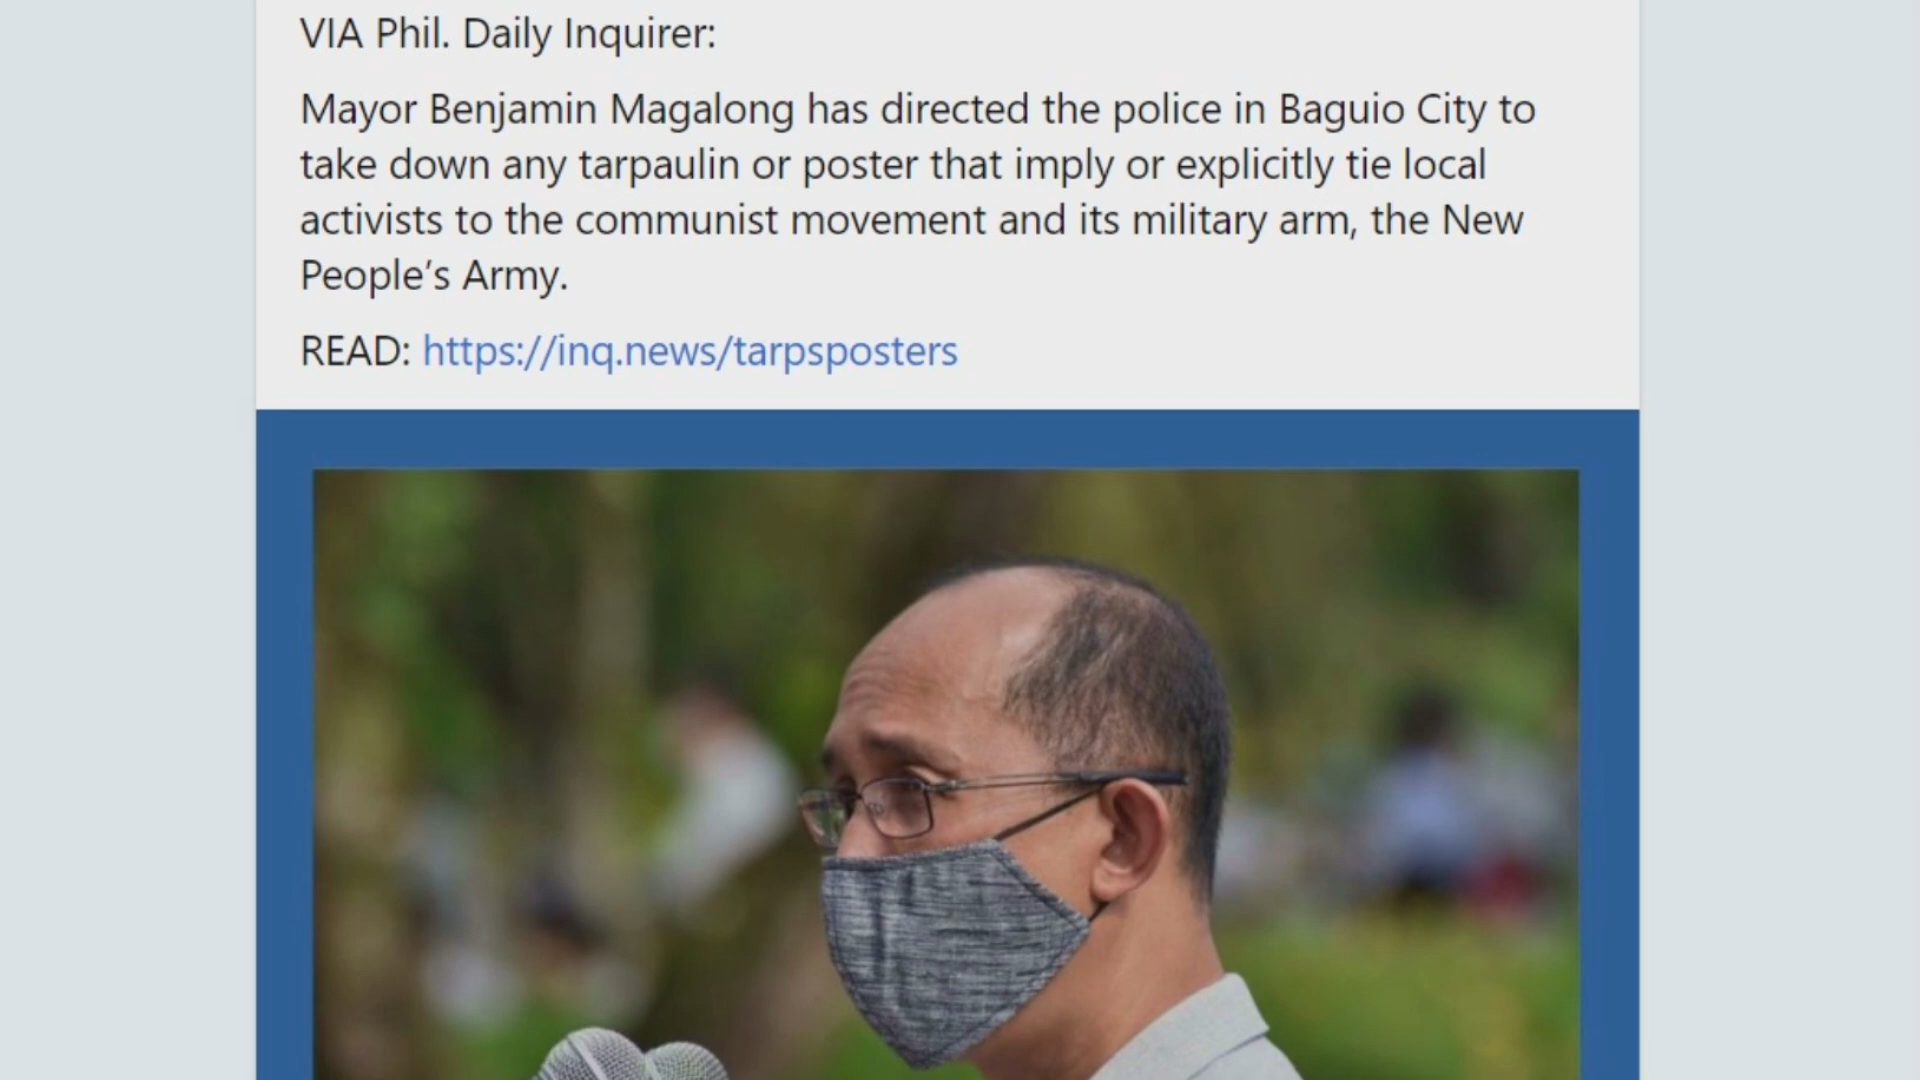 VIA Phil. Daily Inquirer:
Mayor Benjamin Magalong has directed the police in Baguio City to
take down any tarpaulin or poster that imply or explicitly tie local
activists to the communist movement and its military arm, the New
People’s Army.
READ: https://inq.news/tarpsposters